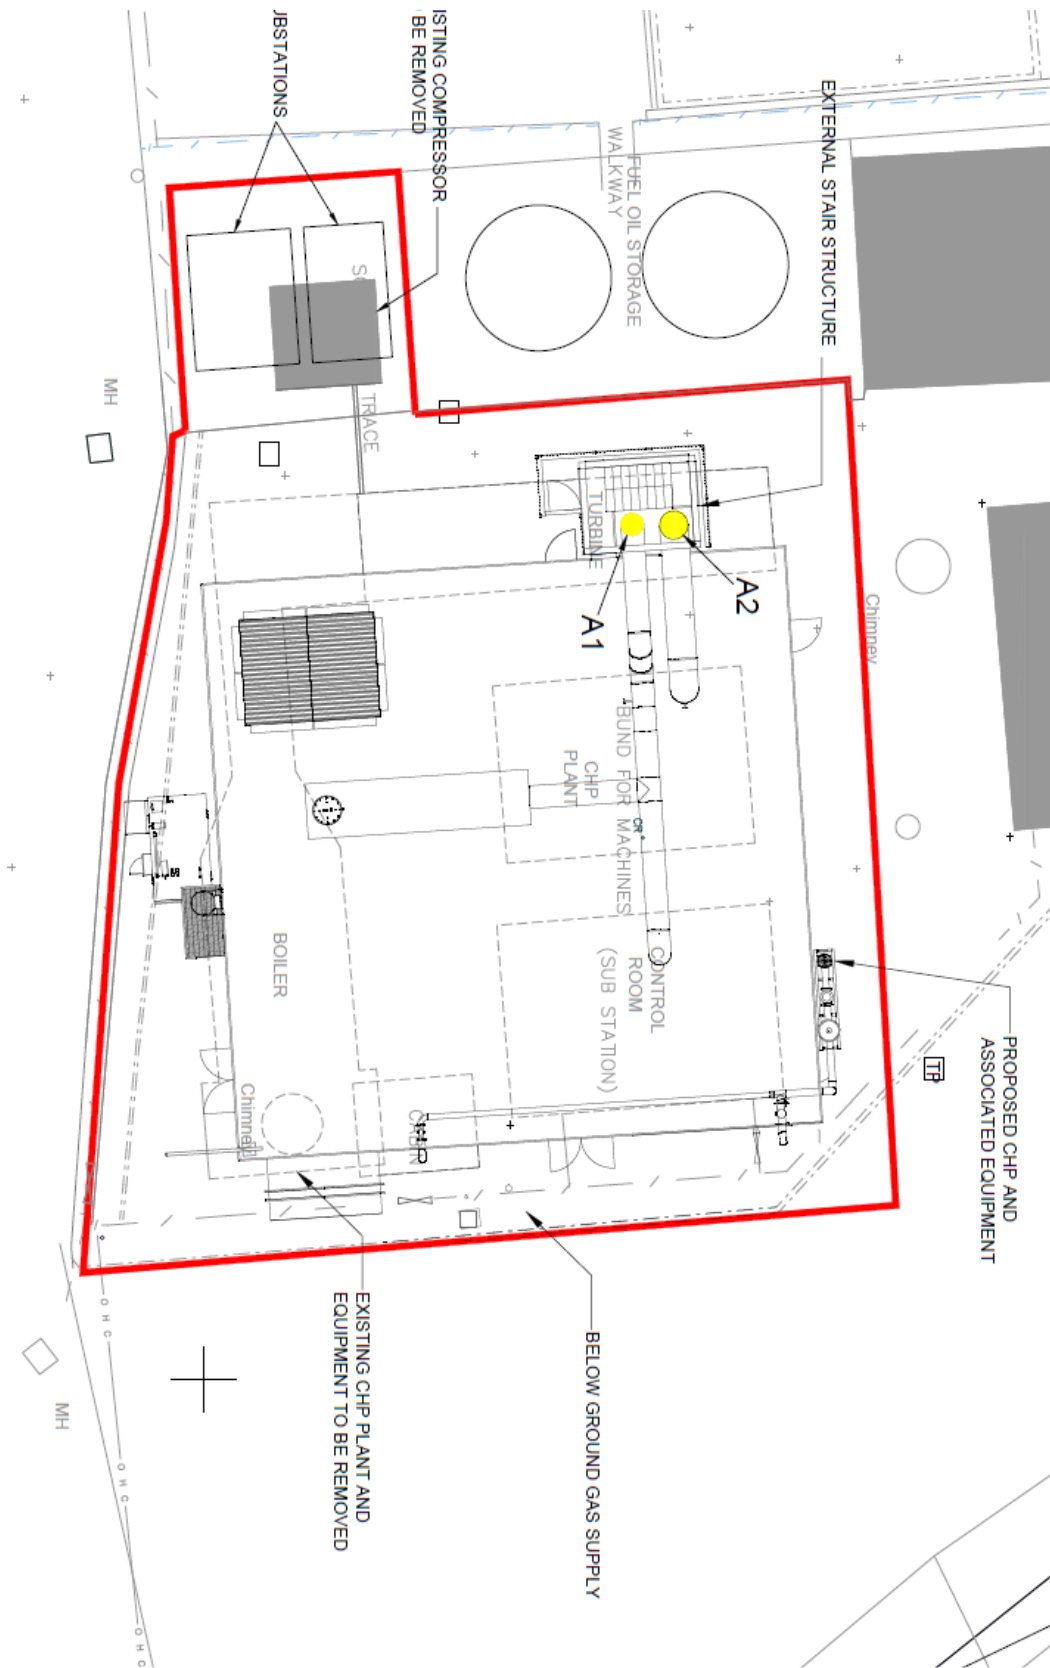 ISTING COMPRESSOR
BE REMOVED
JBSTATIONS
EXTERNAL STAIR STRUCTURE
FUEL OIL STORAGE
WALKWAY
MH
TRACE
TURBINE
A1
A2
Chimney
BUND FOR MACHINES
CHP
PLANT
CR
CONTROL
ROOM
(SUB STATION)
BOILER
Chimney
TP
PROPOSED CHP AND
ASSOCIATED EQUIPMENT
EXISTING CHP PLANT AND
EQUIPMENT TO BE REMOVED
BELOW GROUND GAS SUPPLY
MH
O H C
O H C
O H C